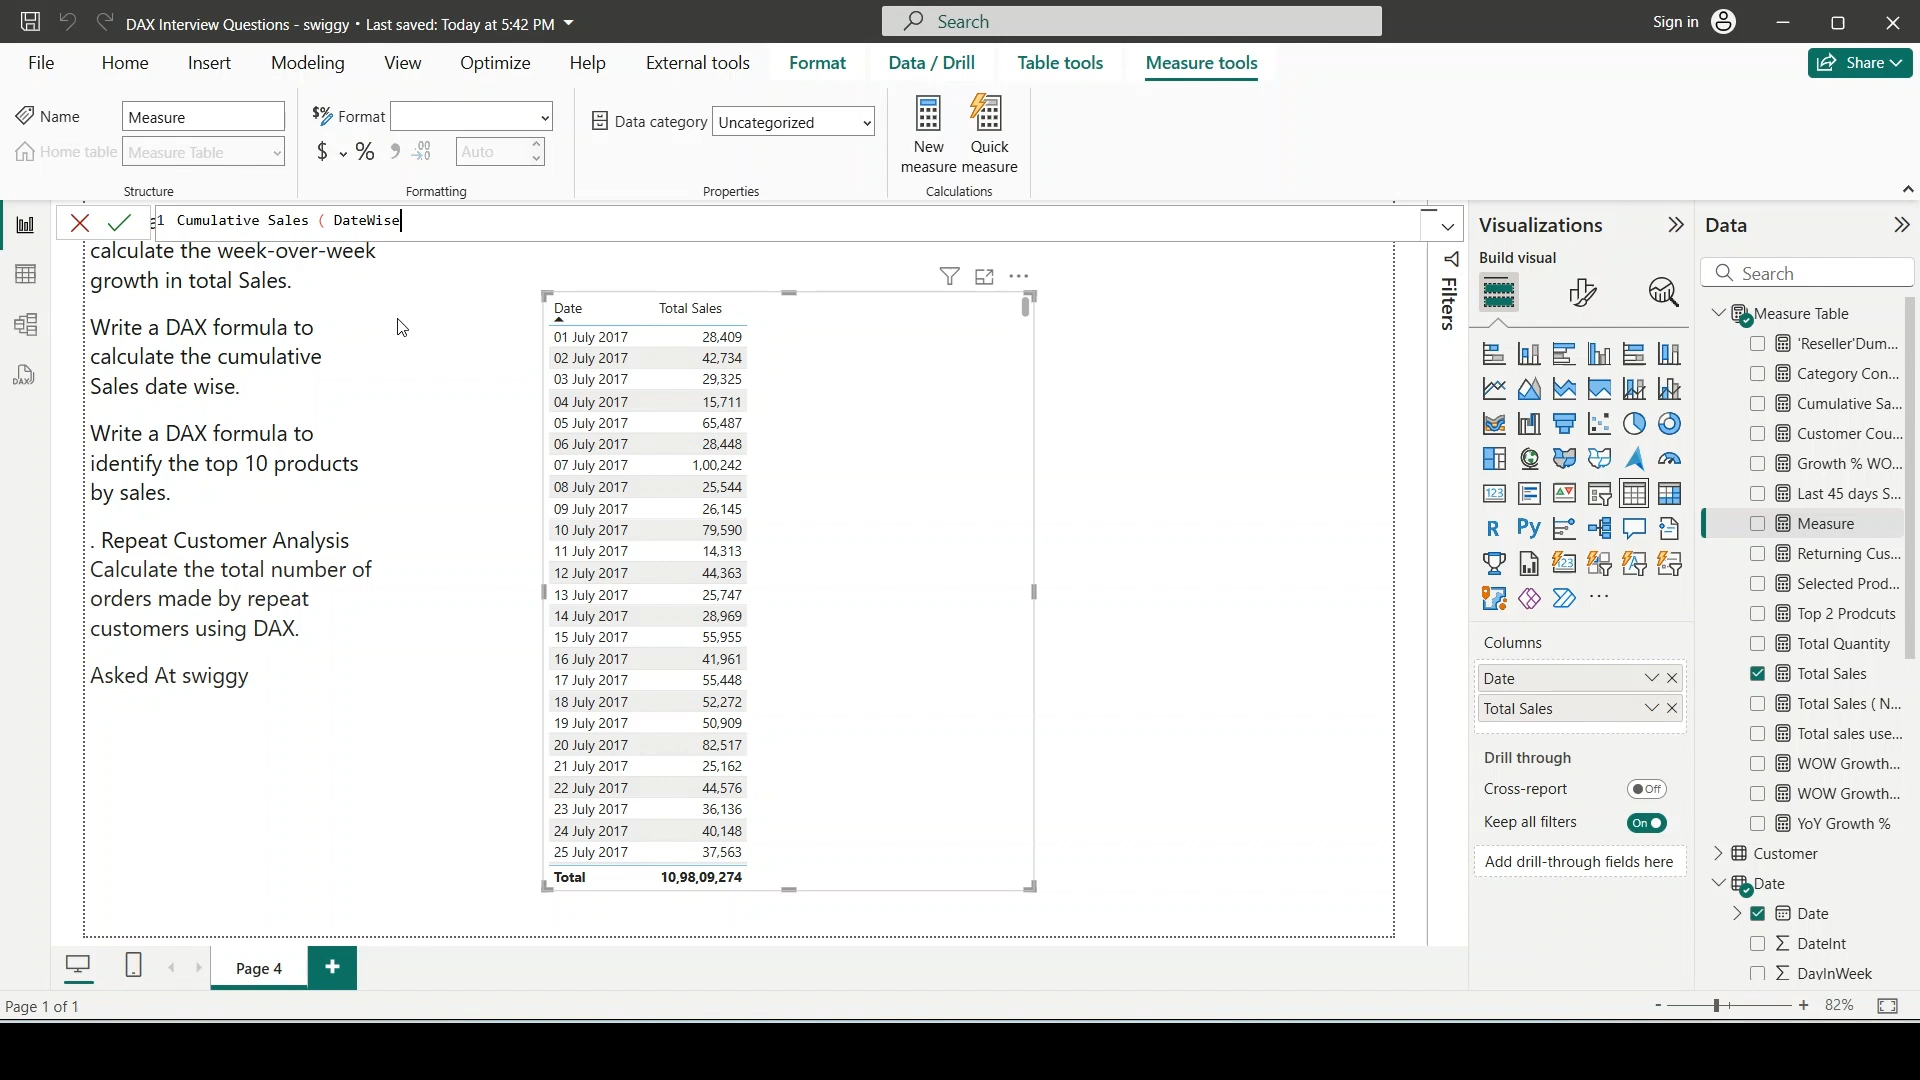 DAX Interview Questions - swiggy • Last saved: Today at 5:42 PM
Search
Sign in
File
Home
Insert
Modeling
View
Optimize
Help
External tools
Format
Data / Drill
Table tools
Measure tools
Share
Name
Measure
Home table
Measure Table
Structure
$% Format
$ % , .00
Auto
Formatting
Data category
Uncategorized
Properties
New measure
Quick measure
Calculations
1 Cumulative Sales ( DateWise
calculate the week-over-week
growth in total Sales.
Write a DAX formula to
calculate the cumulative
Sales date wise.
Write a DAX formula to
identify the top 10 products
by sales.
. Repeat Customer Analysis
Calculate the total number of
orders made by repeat
customers using DAX.
Asked At swiggy
Date Total Sales
01 July 2017 28,409
02 July 2017 42,734
03 July 2017 29,325
04 July 2017 15,711
05 July 2017 65,487
06 July 2017 28,448
07 July 2017 1,00,242
08 July 2017 25,544
09 July 2017 26,145
10 July 2017 79,590
11 July 2017 14,313
12 July 2017 44,363
13 July 2017 25,747
14 July 2017 28,969
15 July 2017 55,955
16 July 2017 41,961
17 July 2017 55,448
18 July 2017 52,272
19 July 2017 50,909
20 July 2017 82,517
21 July 2017 25,162
22 July 2017 44,576
23 July 2017 36,136
24 July 2017 40,148
25 July 2017 37,563
Total 10,98,09,274
Filters
Visualizations
Build visual
123
R
Py
Columns
Date
Total Sales
Drill through
Cross-report
Off
Keep all filters
On
Add drill-through fields here
Data
Search
Measure Table
'Reseller'Dum...
Category Con...
Cumulative Sa...
Customer Cou...
Growth % WO...
Last 45 days S...
Measure
Returning Cus...
Selected Prod...
Top 2 Prodcuts
Total Quantity
Total Sales
Total Sales ( N...
Total sales use...
WOW Growth...
WOW Growth...
YoY Growth %
Customer
Date
Date
DateInt
DayInWeek
Page 4
Page 1 of 1
82%